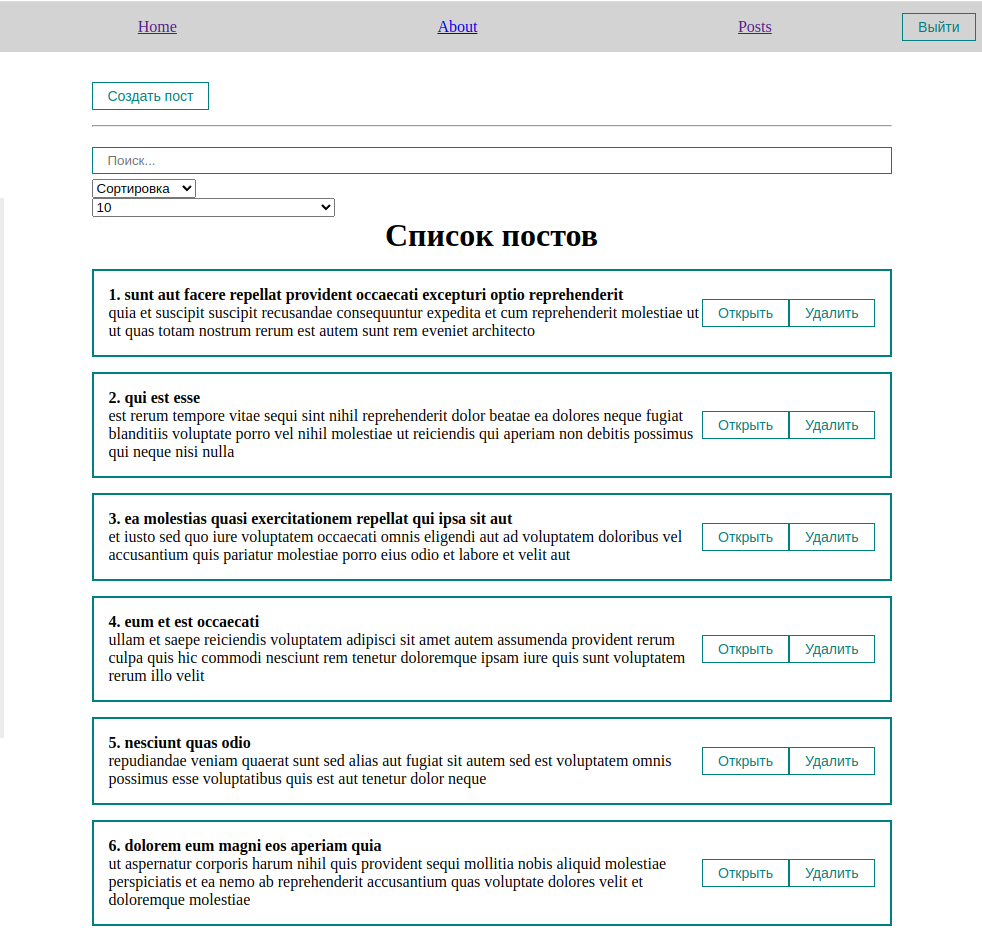 Home About Posts Выйти
Создать пост
Поиск...
Сортировка
10
Список постов
1. sunt aut facere repellat provident occaecati excepturi optio reprehenderit
quia et suscipit suscipit recusandae consequuntur expedita et cum reprehenderit molestiae ut
ut quas totam nostrum rerum est autem sunt rem eveniet architecto
Открыть Удалить
2. qui est esse
est rerum tempore vitae sequi sint nihil reprehenderit dolor beatae ea dolores neque fugiat
blanditiis voluptate porro vel nihil molestiae ut reiciendis qui aperiam non debitis possimus
qui neque nisi nulla
Открыть Удалить
3. ea molestias quasi exercitationem repellat qui ipsa sit aut
et iusto sed quo iure voluptatem occaecati omnis eligendi aut ad voluptatem doloribus vel
accusantium quis pariatur molestiae porro eius odio et labore et velit aut
Открыть Удалить
4. eum et est occaecati
ullam et saepe reiciendis voluptatem adipisci sit amet autem assumenda provident rerum
culpa quis hic commodi nesciunt rem tenetur doloremque ipsam iure quis sunt voluptatem
rerum illo velit
Открыть Удалить
5. nesciunt quas odio
repudiandae veniam quaerat sunt sed alias aut fugiat sit autem sed est voluptatem omnis
possimus esse voluptatibus quis est aut tenetur dolor neque
Открыть Удалить
6. dolorem eum magni eos aperiam quia
ut aspernatur corporis harum nihil quis provident sequi mollitia nobis aliquid molestiae
perspiciatis et ea nemo ab reprehenderit accusantium quas voluptate dolores velit et
doloremque molestiae
Открыть Удалить